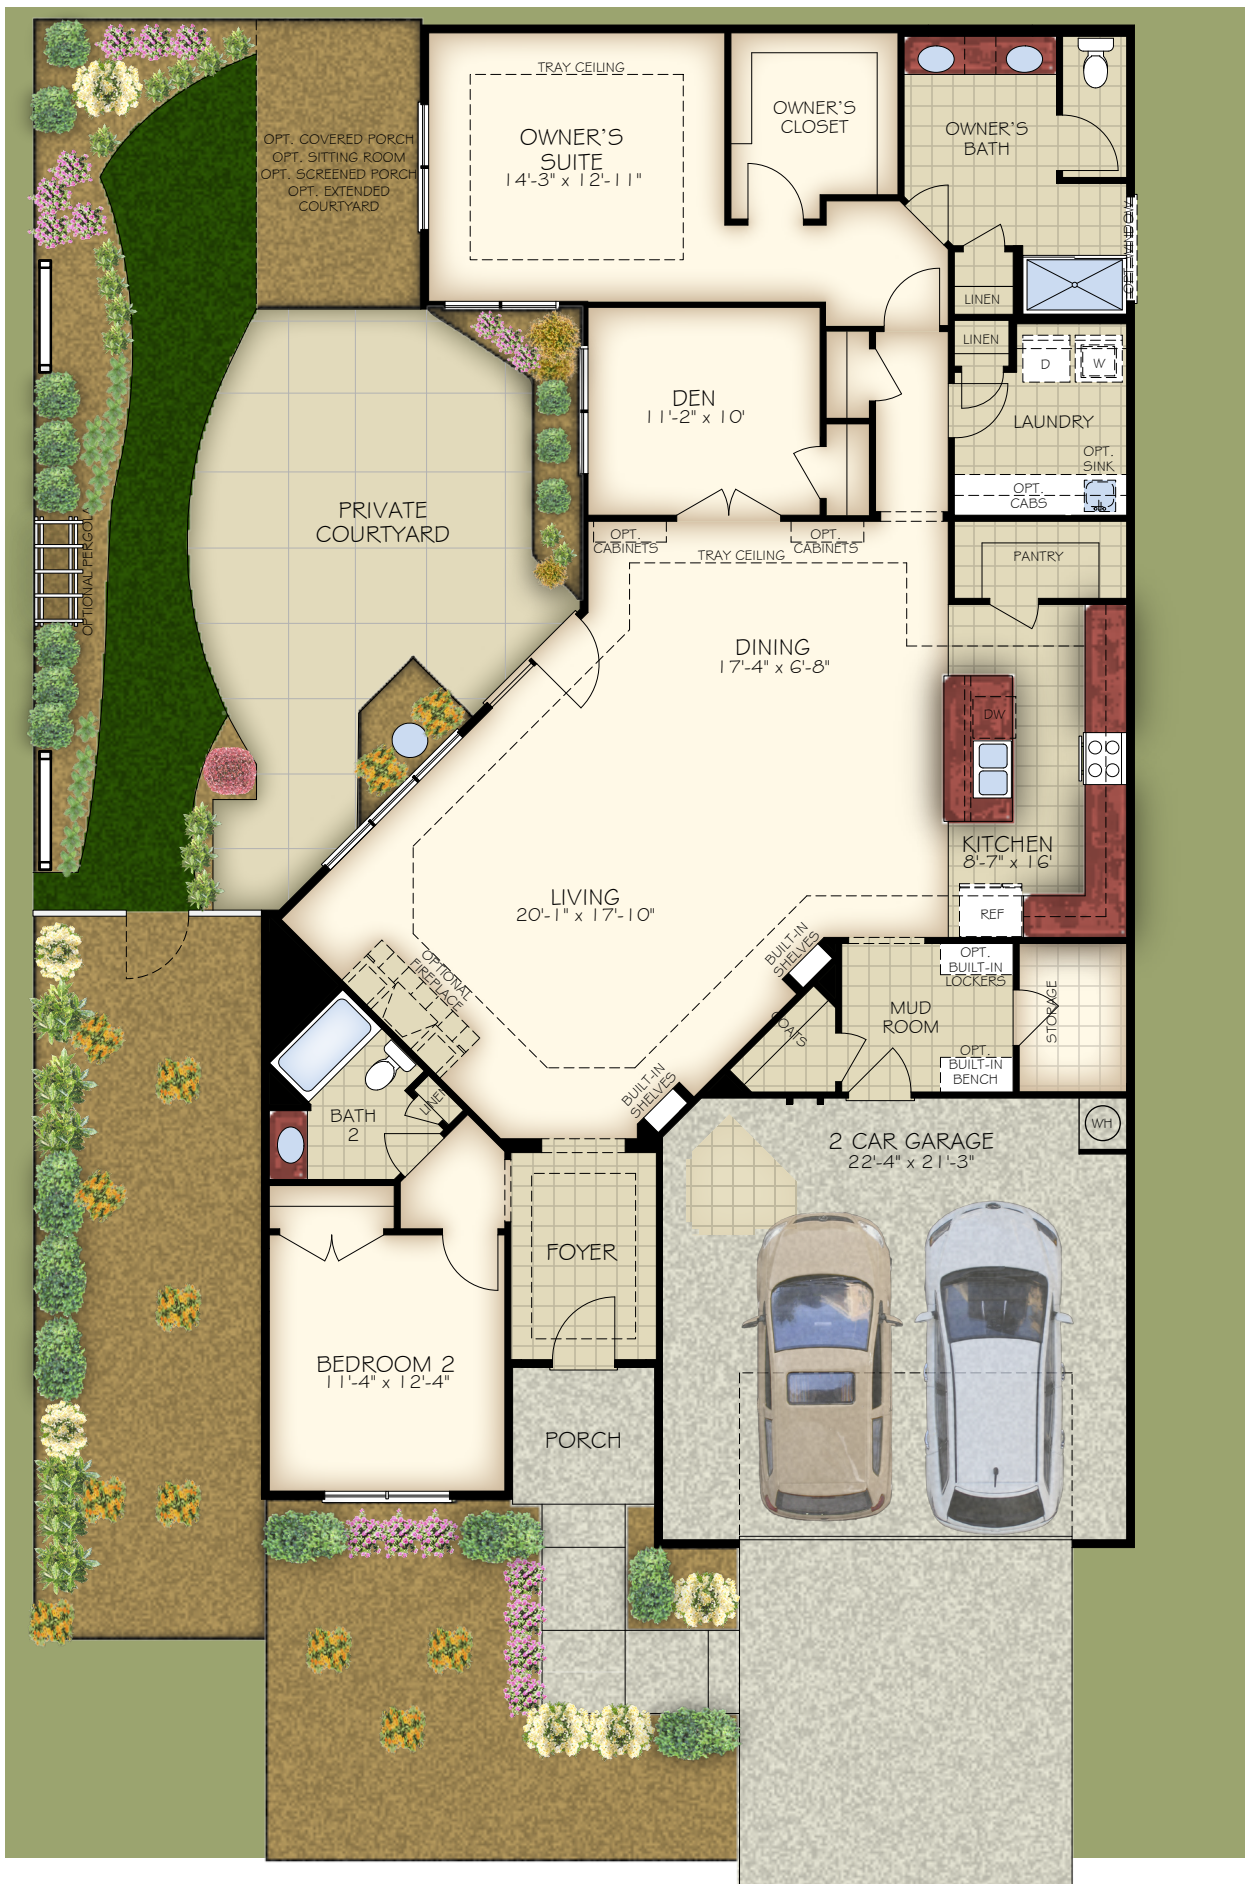 TRAY CEILING
OWNER'S
SUITE
14'-3" x 12'-11"
OWNER'S
CLOSET
OWNER'S
BATH
OPT. COVERED PORCH
OPT. SITTING ROOM
OPT. SCREENED PORCH
OPT. EXTENDED
COURTYARD
OPT. WINDOW
LINEN
LINEN
D
W
DEN
11'-2" x 10'
LAUNDRY
OPT.
SINK
OPT.
CABS
PRIVATE
COURTYARD
OPTIONAL PERGOLA
OPT.
CABINETS
OPT.
CABINETS
TRAY CEILING
PANTRY
DINING
17'-4" x 6'-8"
DW
KITCHEN
8'-7" x 16'
REF
LIVING
20'-1" x 17'-10"
OPTIONAL
FIREPLACE
BUILT-IN
SHELVES
OPT.
BUILT-IN
LOCKERS
MUD
ROOM
STORAGE
COATS
OPT.
BUILT-IN
BENCH
BUILT-IN
SHELVES
LINEN
BATH
2
2 CAR GARAGE
22'-4" x 21'-3"
WH
FOYER
BEDROOM 2
11'-4" x 12'-4"
PORCH